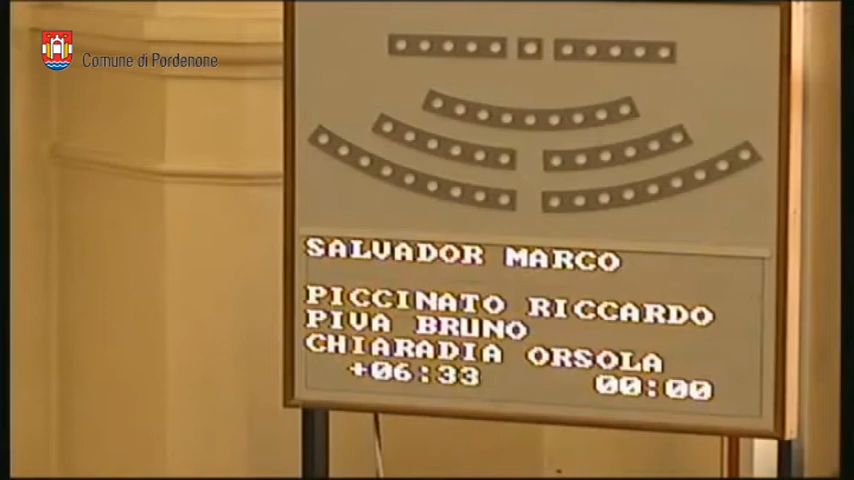 Comune di Pordenone
SALVADOR MARCO
PICCINATO RICCARDO
PIVA BRUNO
CHIARADIA ORSOLA
+06:33 00:00